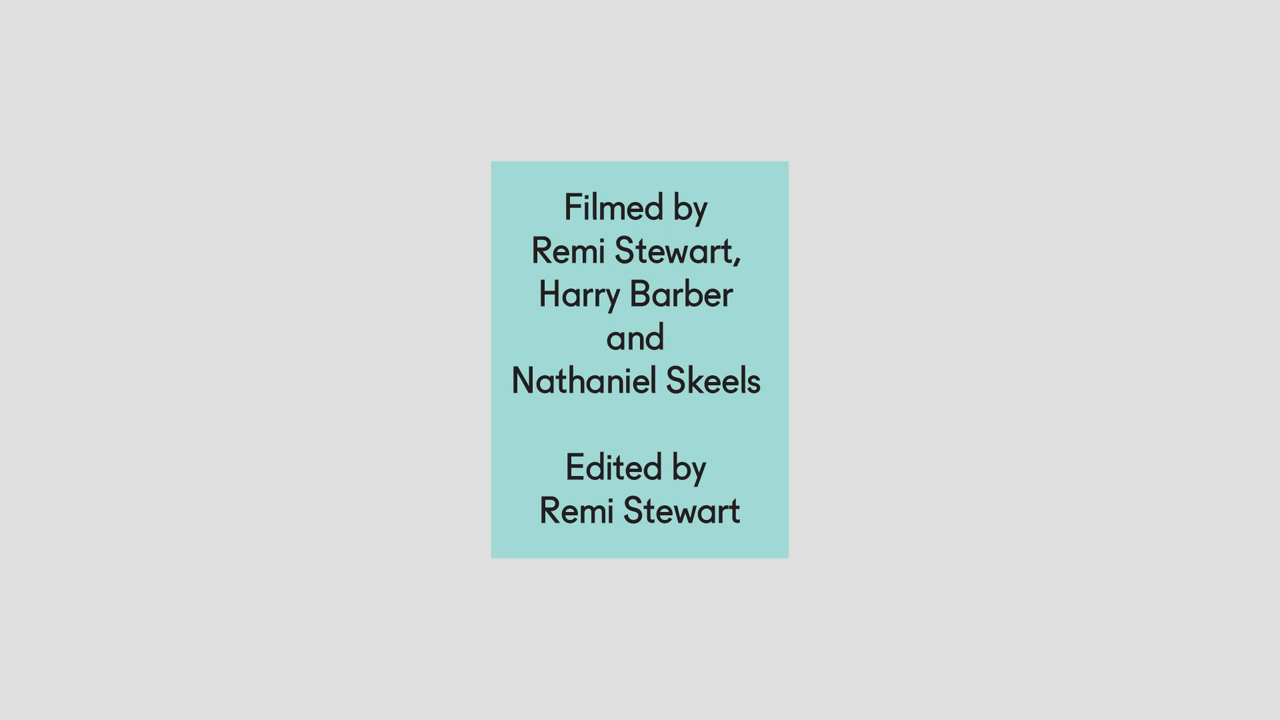 Filmed by
Remi Stewart,
Harry Barber
and
Nathaniel Skeels
Edited by
Remi Stewart